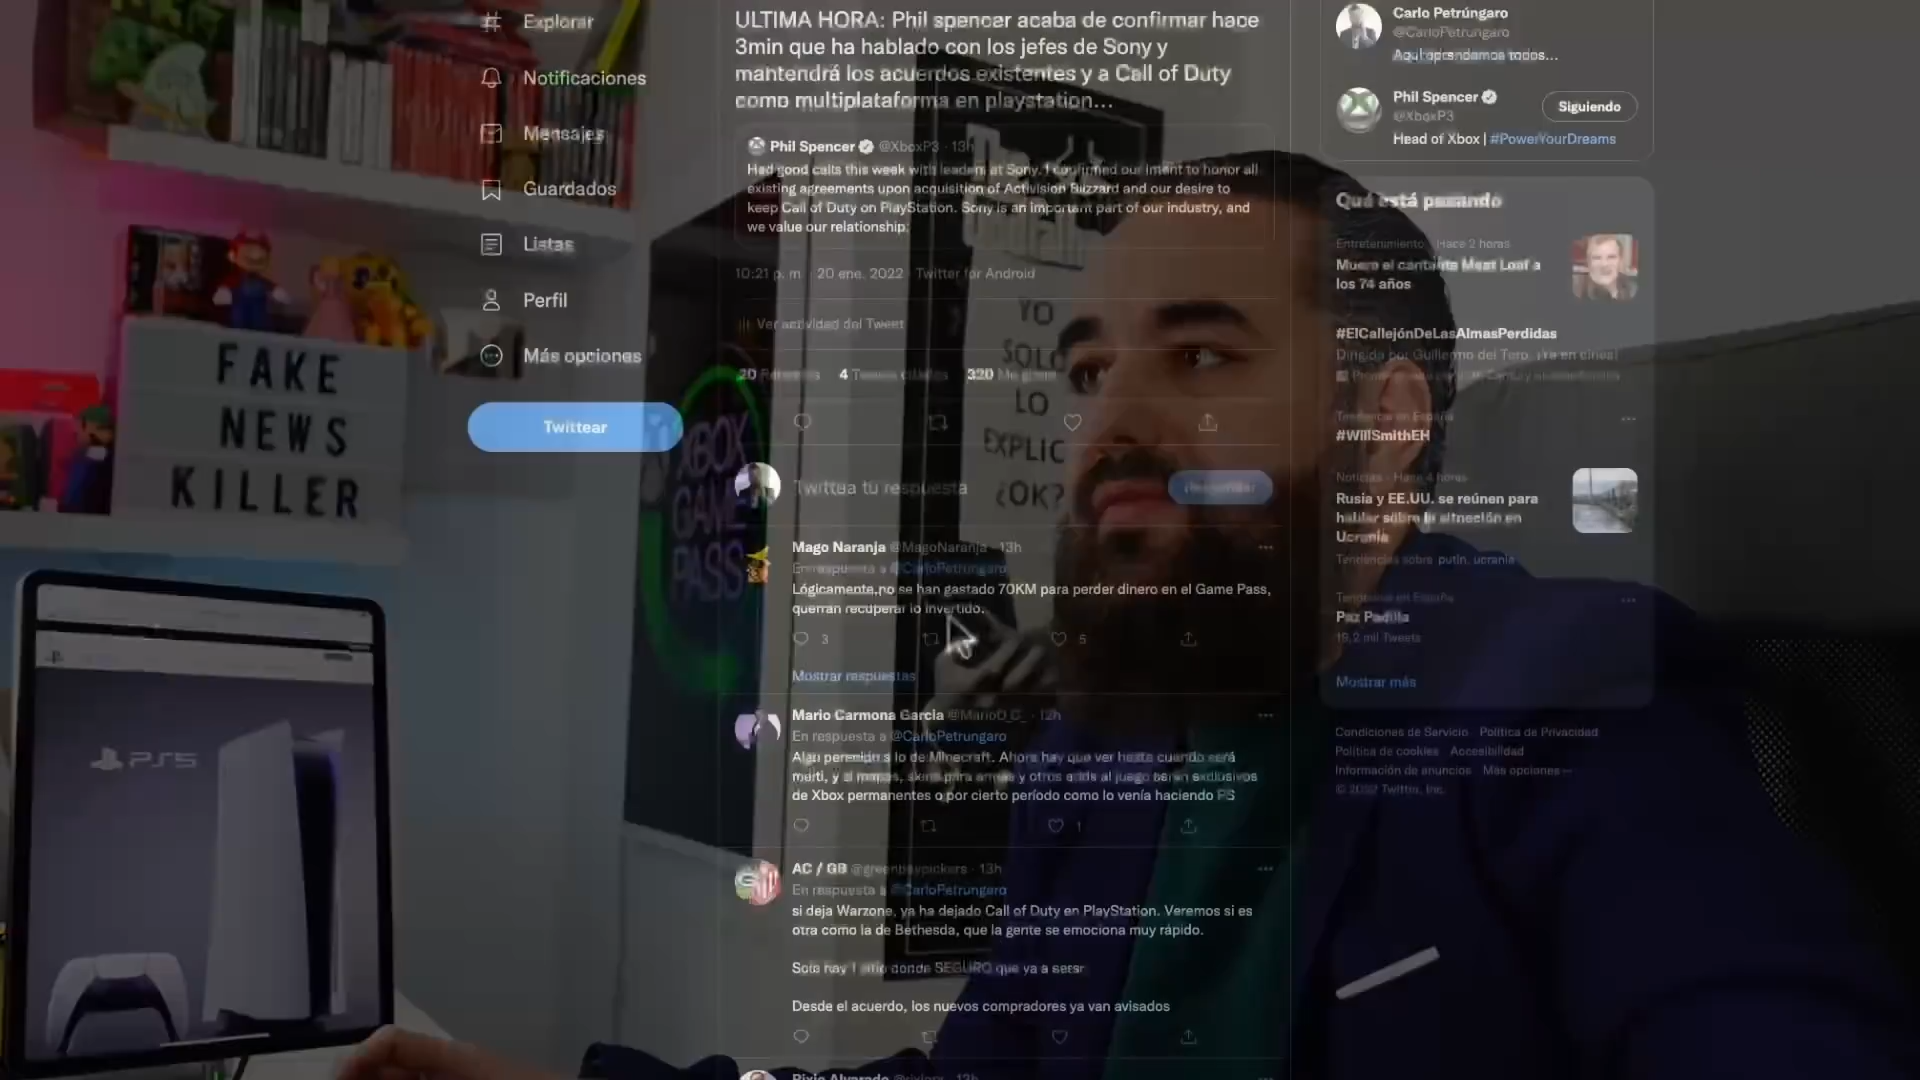 Explorar
Notificaciones
Mensajes
Guardados
Listas
Perfil
Más opciones
Twittear
FAKE
NEWS
KILLER
PS5
XBOX
GAME
PASS
YO
SOLO
LO
EXPLIC
¿OK?
ULTIMA HORA: Phil spencer acaba de confirmar hace
3min que ha hablado con los jefes de Sony y
mantendrá los acuerdos existentes y a Call of Duty
como multiplataforma en playstation...
Phil Spencer @XboxP3 · 13h
Had good calls this week with leaders at Sony. I confirmed our intent to honor all
existing agreements upon acquisition of Activision Blizzard and our desire to
keep Call of Duty on PlayStation. Sony is an important part of our industry, and
we value our relationship.
10:21 p. m. · 20 ene. 2022 · Twitter for Android
Ver actividad del Tweet
20 Retweets 4 Tweets citados 320 Me gusta
Twittea tu respuesta
Responder
Mago Naranja @MagoNaranja · 13h
En respuesta a @CarloPetrungaro
Lógicamente,no se han gastado 70KM para perder dinero en el Game Pass,
querrán recuperar lo invertido.
3 5
Mostrar respuestas
Mario Carmona Garcia @MarioD_C_ · 12h
En respuesta a @CarloPetrungaro
Algo parecido a lo de Minecraft. Ahora hay que ver hasta cuando será
multi, y si mapas, skins para armas y otros adds al juego serán exclusivos
de Xbox permanentes o por cierto período como lo venía haciendo PS
1
AC / GB @greenbaypickers · 13h
En respuesta a @CarloPetrungaro
si deja Warzone, ya ha dejado Call of Duty en PlayStation. Veremos si es
otra como la de Bethesda, que la gente se emociona muy rápido.
Solo hay 1 sitio donde SEGURO que ya a sersr
Desde el acuerdo, los nuevos compradores ya van avisados
13h
Carlo Petrúngaro
@CarloPetrungaro
Aquí aprendemos todos...
Phil Spencer
@XboxP3
Siguiendo
Head of Xbox | #PowerYourDreams
Qué está pasando
Entretenimiento · Hace 2 horas
Muere el cantante Meat Loaf a
los 74 años
#ElCallejónDeLasAlmasPerdidas
Dirigida por Guillermo del Toro. ¡Ya en cines!
Tendencia en España
#WillSmithEH
Noticias · Hace 4 horas
Rusia y EE.UU. se reúnen para
hablar sobre la situación en
Ucrania
Tendencias sobre putin, ucrania
Tendencia en España
Paz Padilla
19,2 mil Tweets
Mostrar más
Condiciones de Servicio Política de Privacidad
Política de cookies Accesibilidad
Información de anuncios Más opciones
© 2022 Twitter, Inc.